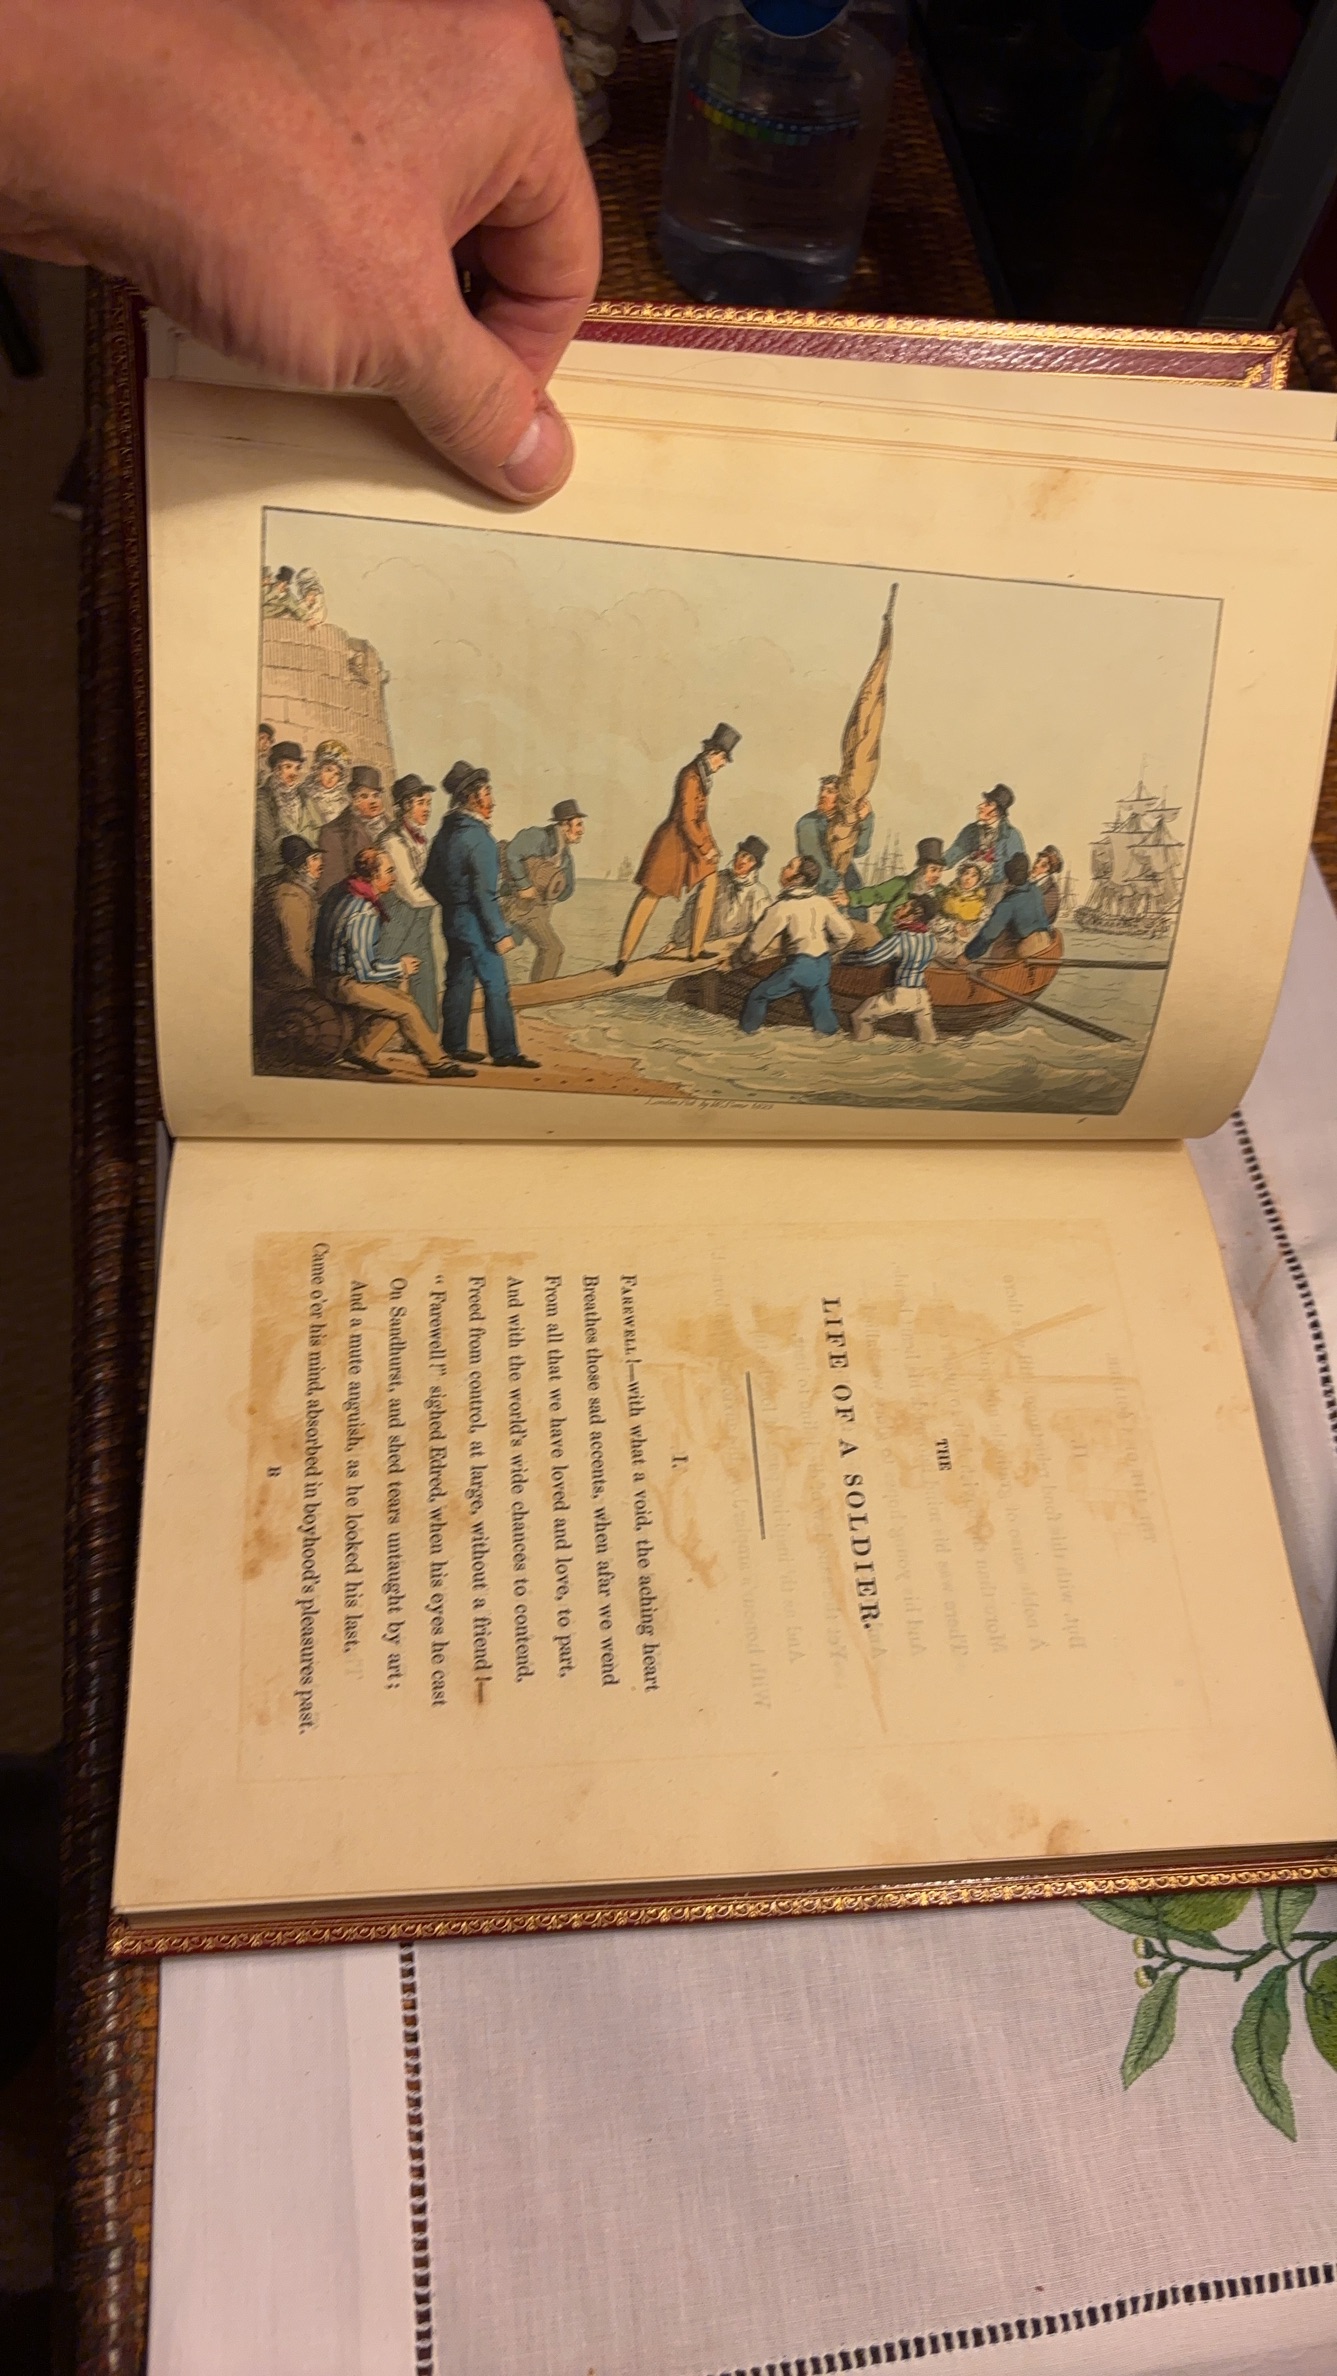 London Pub. by
THE
LIFE OF A SOLDIER.
I.
FAREWELL!—with what a void, the aching heart
Breathes those sad accents, when afar we wend
From all that we have loved and love, to part,
And with the world's wide chances to contend,
Freed from control, at large, without a friend!—
" Farewell!" sighed Edred, when his eyes he cast
On Sandhurst, and shed tears untaught by art;
And a mute anguish, as he looked his last,
Came o'er his mind, absorbed in boyhood's pleasures past.
B